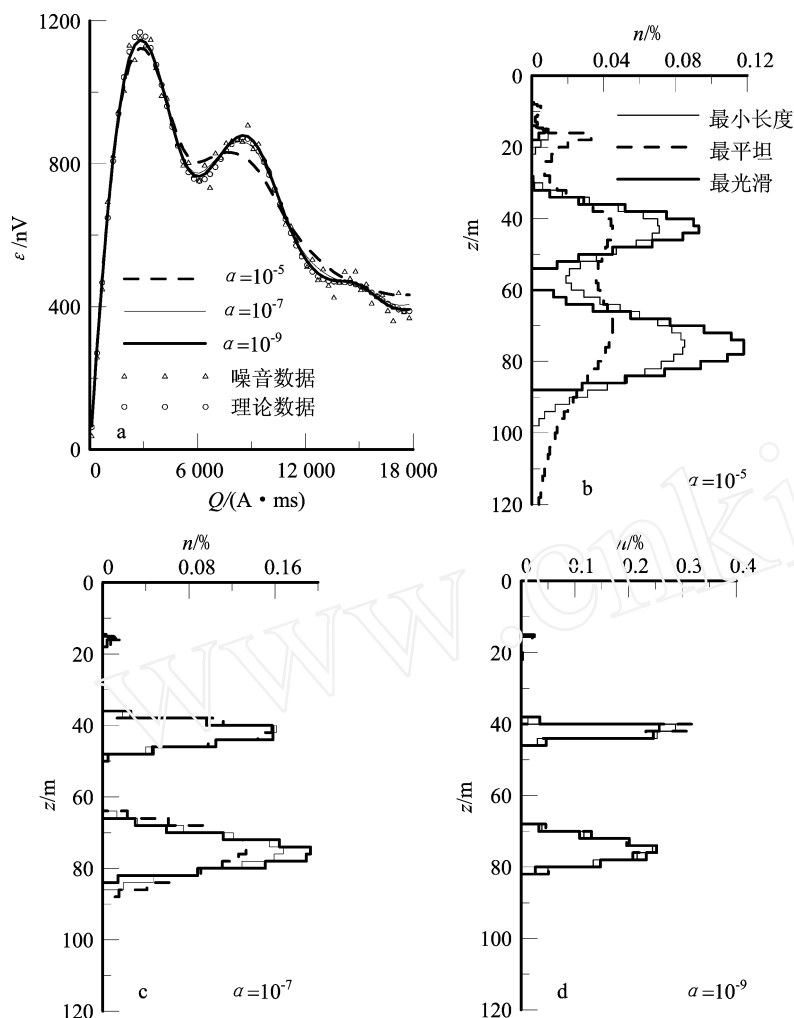 1200
800
400
0
ε/nV
α=10⁻⁵
α=10⁻⁷
α=10⁻⁹
噪音数据
理论数据
a
0 6 000 12 000 18 000
Q/(A·ms)
n/%
0 0.04 0.08 0.12
0
20
40
60
80
100
120
z/m
最小长度
最平坦
最光滑
b
α=10⁻⁵
n/%
0 0.08 0.16
0
20
40
60
80
100
120
z/m
c
α=10⁻⁷
n/%
0 0.1 0.2 0.3 0.4
0
20
40
60
80
100
120
z/m
d
α=10⁻⁹
www.cnki